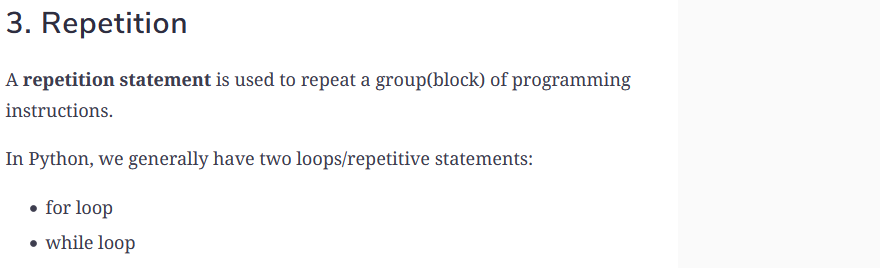 3. Repetition
A repetition statement is used to repeat a group(block) of programming
instructions.
In Python, we generally have two loops/repetitive statements:
• for loop
• while loop